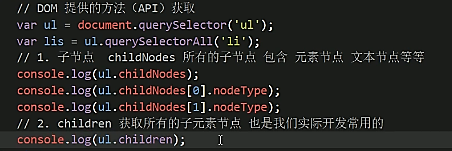 // DOM 提供的方法（API）获取
var ul = document.querySelector('ul');
var lis = ul.querySelectorAll('li');
// 1. 子节点  childNodes 所有的子节点 包含 元素节点 文本节点等等
console.log(ul.childNodes);
console.log(ul.childNodes[0].nodeType);
console.log(ul.childNodes[1].nodeType);
// 2. children 获取所有的子元素节点 也是我们实际开发常用的
console.log(ul.children);